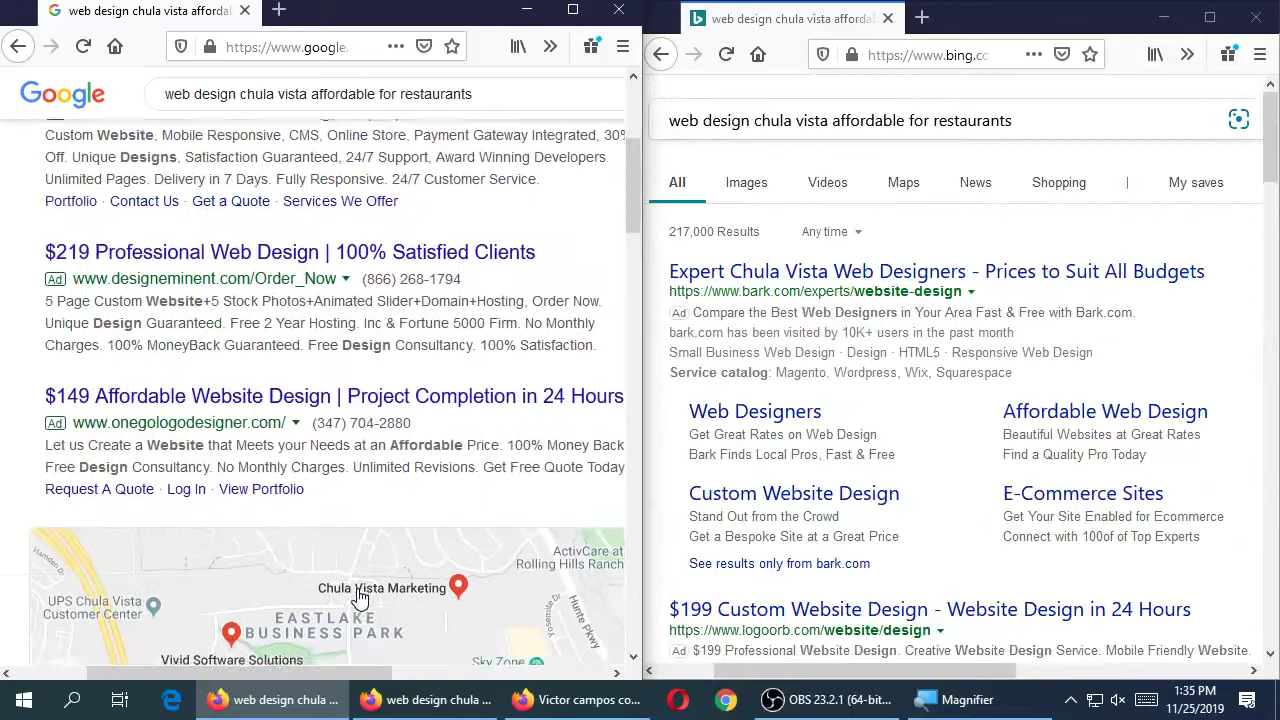 web design chula vista affordab
https://www.google.
Google
web design chula vista affordable for restaurants
Custom Website, Mobile Responsive, CMS, Online Store, Payment Gateway Integrated, 30%
Off. Unique Designs, Satisfaction Guaranteed, 24/7 Support, Award Winning Developers.
Unlimited Pages. Delivery in 7 Days. Fully Responsive. 24/7 Customer Service.
Portfolio · Contact Us · Get a Quote · Services We Offer
$219 Professional Web Design | 100% Satisfied Clients
Ad www.designeminent.com/Order_Now (866) 268-1794
5 Page Custom Website+5 Stock Photos+Animated Slider+Domain+Hosting, Order Now.
Unique Design Guaranteed. Free 2 Year Hosting. Inc & Fortune 5000 Firm. No Monthly
Charges. 100% MoneyBack Guaranteed. Free Design Consultancy. 100% Satisfaction.
$149 Affordable Website Design | Project Completion in 24 Hours
Ad www.onegologodesigner.com/ (347) 704-2880
Let us Create a Website that Meets your Needs at an Affordable Price. 100% Money Back
Free Design Consultancy. No Monthly Charges. Unlimited Revisions. Get Free Quote Today
Request A Quote · Log In · View Portfolio
Hamden Dr
UPS Chula Vista
Customer Center
Chula Vista Marketing
EASTLAKE
BUSINESS PARK
Vivid Software Solutions
ActivCare at
Rolling Hills Ranch
Hunte Pkwy
Sky Zone
web design chula vista affordab
https://www.bing.co
web design chula vista affordable for restaurants
All Images Videos Maps News Shopping | My saves
217,000 Results Any time
Expert Chula Vista Web Designers - Prices to Suit All Budgets
https://www.bark.com/experts/website-design
Ad Compare the Best Web Designers in Your Area Fast & Free with Bark.com.
bark.com has been visited by 10K+ users in the past month
Small Business Web Design · Design · HTML5 · Responsive Web Design
Service catalog: Magento, Wordpress, Wix, Squarespace
Web Designers
Get Great Rates on Web Design
Bark Finds Local Pros, Fast & Free
Affordable Web Design
Beautiful Websites at Great Rates
Find a Quality Pro Today
Custom Website Design
Stand Out from the Crowd
Get a Bespoke Site at a Great Price
E-Commerce Sites
Get Your Site Enabled for Ecommerce
Connect with 100of of Top Experts
See results only from bark.com
$199 Custom Website Design - Website Design in 24 Hours
https://www.logoorb.com/website/design
Ad $199 Professional Website Design. Creative Website Design Service. Mobile Friendly Website.
web design chula ... web design chula ... Victor campos co... OBS 23.2.1 (64-bit... Magnifier
1:35 PM
11/25/2019